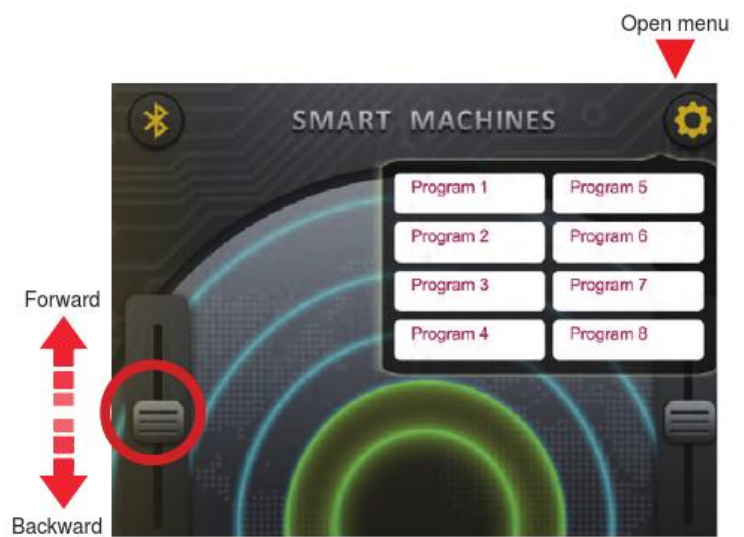 Open menu
SMART MACHINES
Program 1 Program 5
Program 2 Program 6
Program 3 Program 7
Program 4 Program 8
Forward
Backward